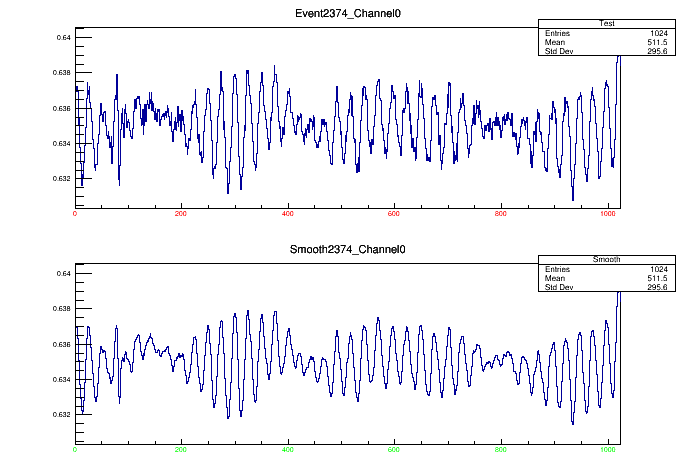 Event2374_Channel0
Test
Entries 1024
Mean 511.5
Std Dev 295.6
0.64
0.638
0.636
0.634
0.632
0 200 400 600 800 1000
Smooth2374_Channel0
Smooth
Entries 1024
Mean 511.5
Std Dev 295.6
0.64
0.638
0.636
0.634
0.632
0 200 400 600 800 1000